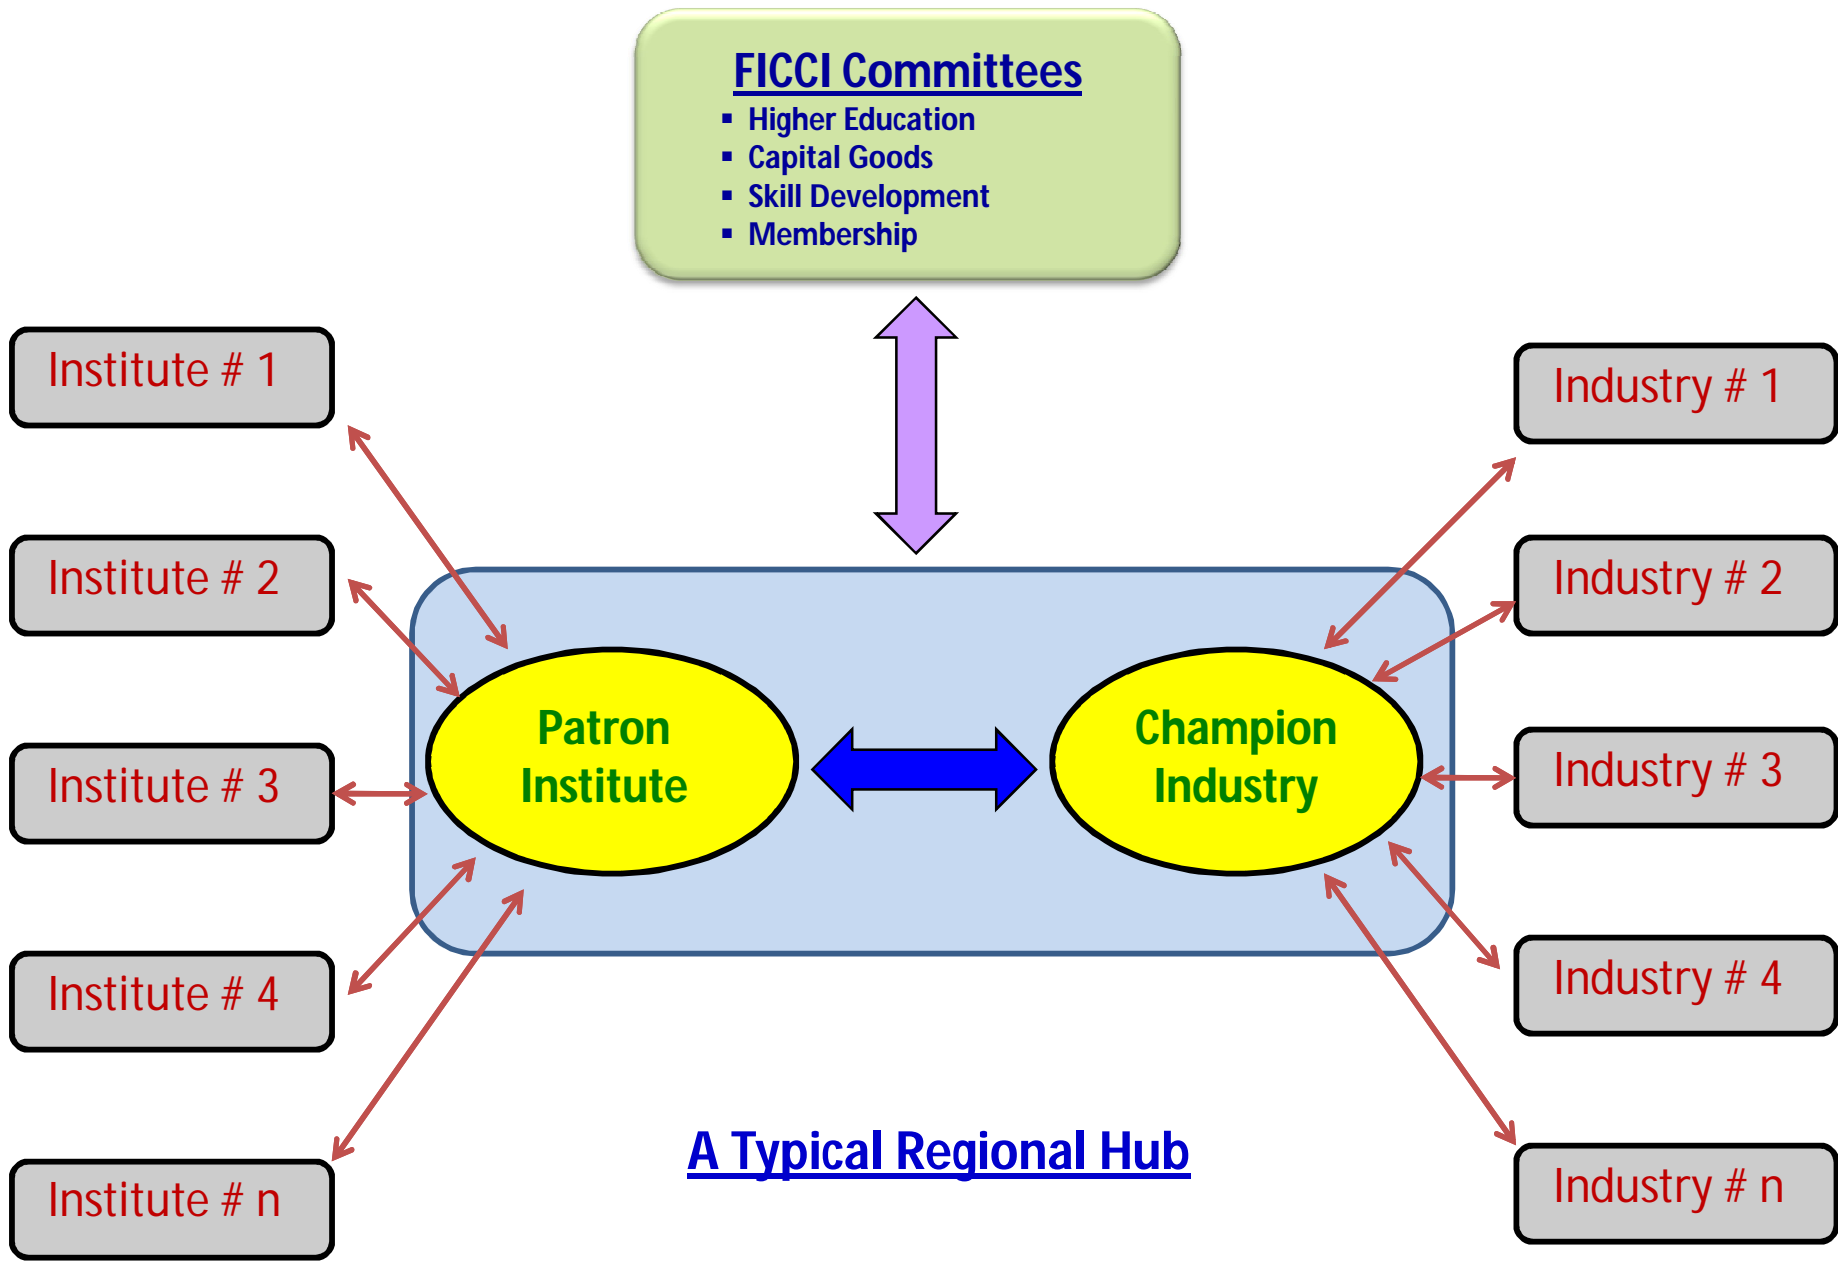 FICCI Committees
▪ Higher Education
▪ Capital Goods
▪ Skill Development
▪ Membership
Institute # 1
Institute # 2
Institute # 3
Institute # 4
Institute # n
Patron
Institute
Champion
Industry
Industry # 1
Industry # 2
Industry # 3
Industry # 4
Industry # n
A Typical Regional Hub